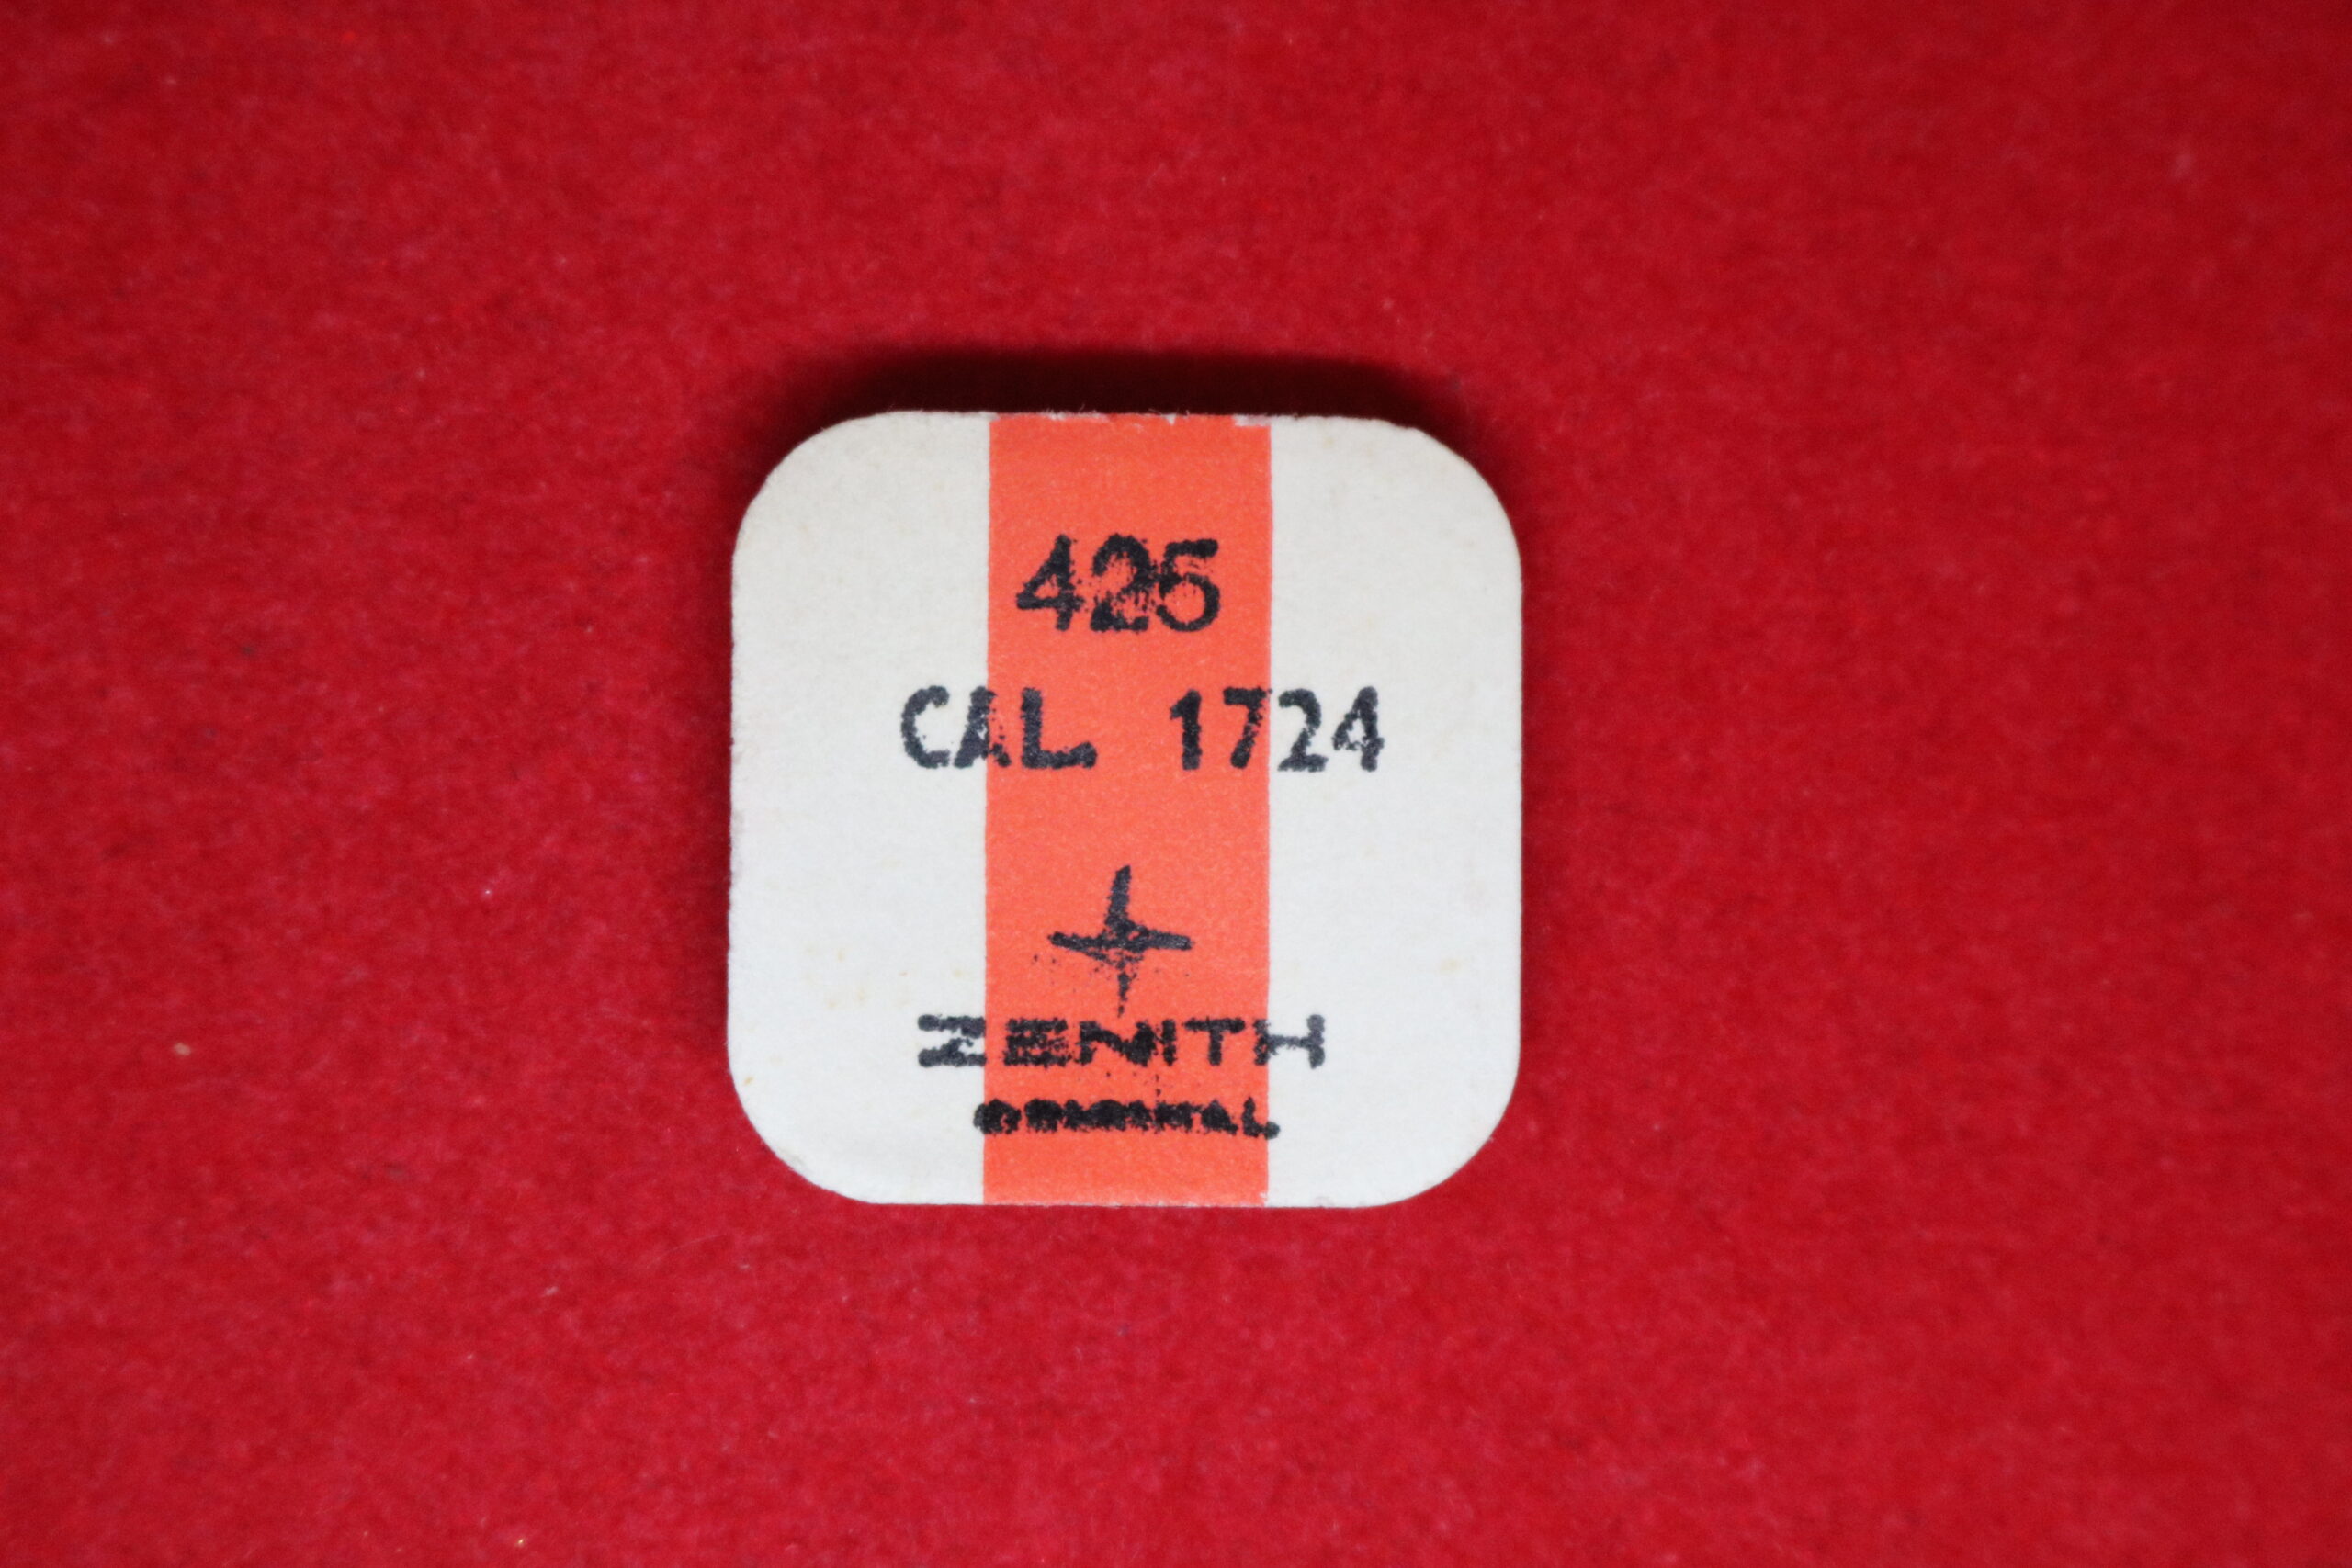 425
CAL. 1724
ZENITH
ORIGINAL